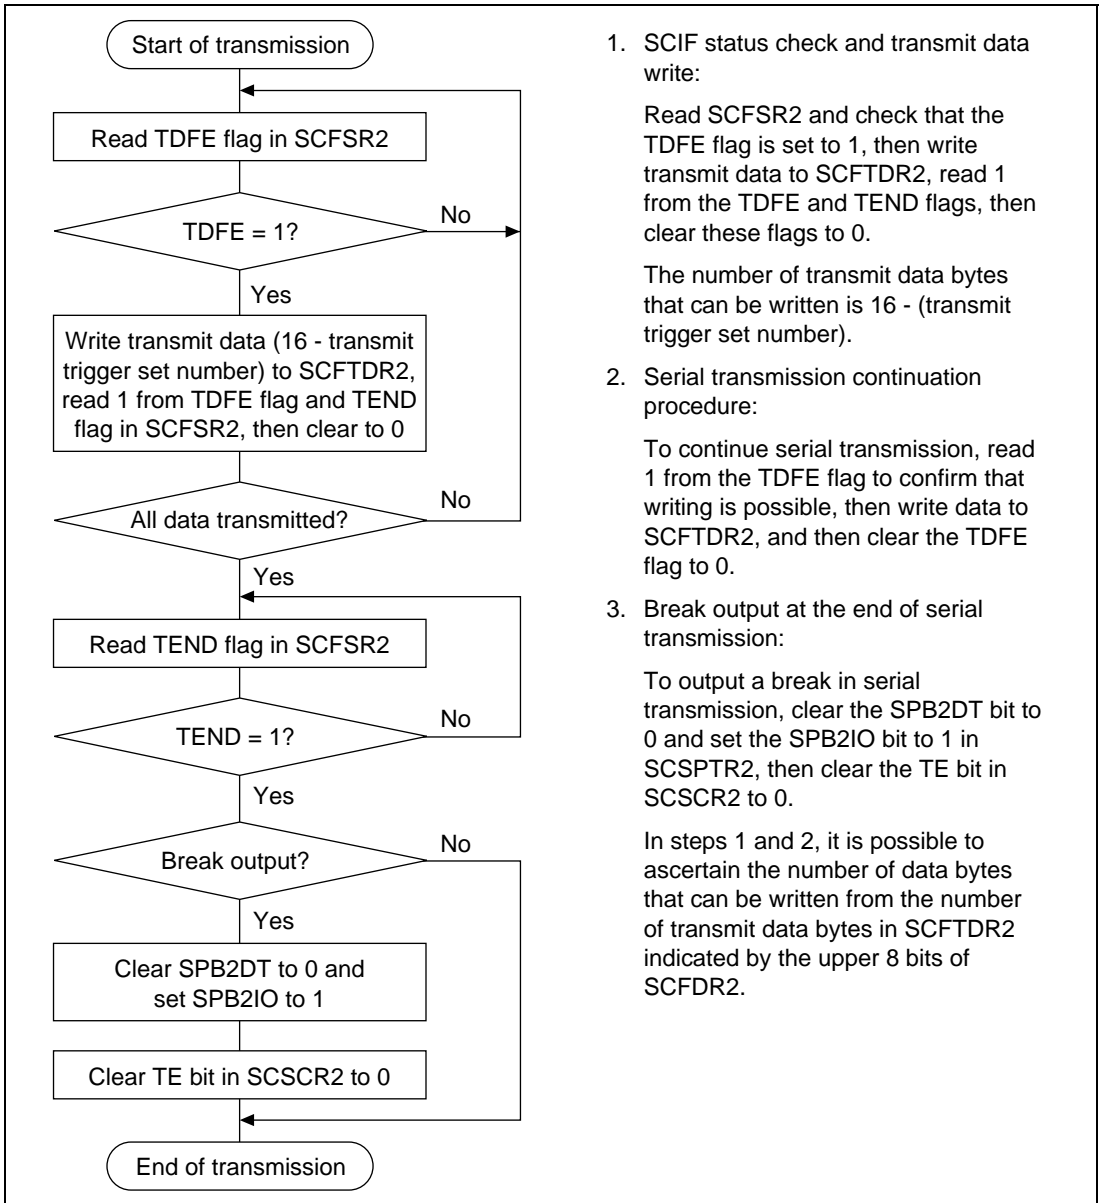 Start of transmission
Read TDFE flag in SCFSR2
TDFE = 1?
No
Yes
Write transmit data (16 - transmit
trigger set number) to SCFTDR2,
read 1 from TDFE flag and TEND
flag in SCFSR2, then clear to 0
All data transmitted?
No
Yes
Read TEND flag in SCFSR2
TEND = 1?
No
Yes
Break output?
No
Yes
Clear SPB2DT to 0 and
set SPB2IO to 1
Clear TE bit in SCSCR2 to 0
End of transmission
1. SCIF status check and transmit data
write:
Read SCFSR2 and check that the
TDFE flag is set to 1, then write
transmit data to SCFTDR2, read 1
from the TDFE and TEND flags, then
clear these flags to 0.
The number of transmit data bytes
that can be written is 16 - (transmit
trigger set number).
2. Serial transmission continuation
procedure:
To continue serial transmission, read
1 from the TDFE flag to confirm that
writing is possible, then write data to
SCFTDR2, and then clear the TDFE
flag to 0.
3. Break output at the end of serial
transmission:
To output a break in serial
transmission, clear the SPB2DT bit to
0 and set the SPB2IO bit to 1 in
SCSPTR2, then clear the TE bit in
SCSCR2 to 0.
In steps 1 and 2, it is possible to
ascertain the number of data bytes
that can be written from the number
of transmit data bytes in SCFTDR2
indicated by the upper 8 bits of
SCFDR2.